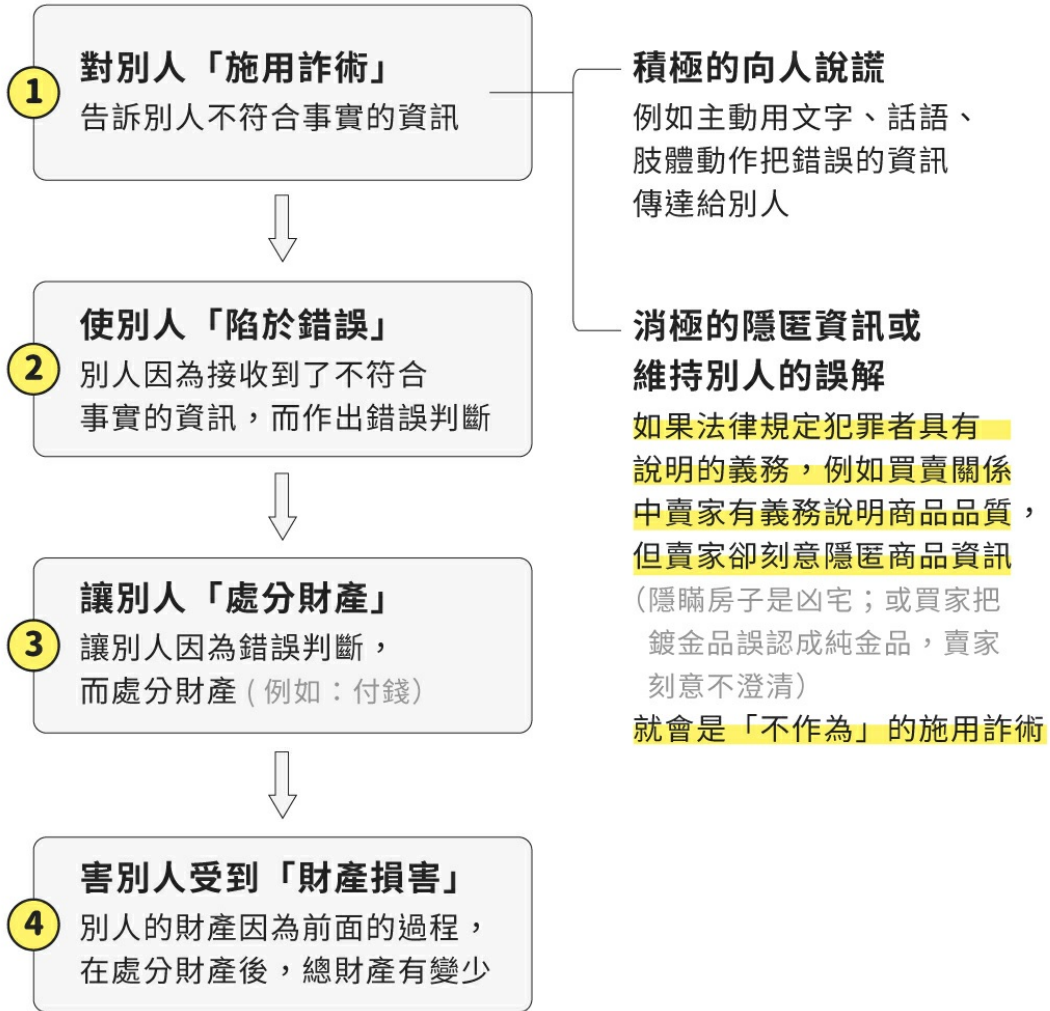 1
對別人「施用詐術」
告訴別人不符合事實的資訊
積極的向人說謊
例如主動用文字、話語、
肢體動作把錯誤的資訊
傳達給別人
消極的隱匿資訊或
維持別人的誤解
如果法律規定犯罪者具有
說明的義務，例如買賣關係
中賣家有義務說明商品品質，
但賣家卻刻意隱匿商品資訊
（隱瞞房子是凶宅；或買家把
鍍金品誤認成純金品，賣家
刻意不澄清）
就會是「不作為」的施用詐術
2
使別人「陷於錯誤」
別人因為接收到了不符合
事實的資訊，而作出錯誤判斷
3
讓別人「處分財產」
讓別人因為錯誤判斷，
而處分財產 ( 例如：付錢）
4
害別人受到「財產損害」
別人的財產因為前面的過程，
在處分財產後，總財產有變少